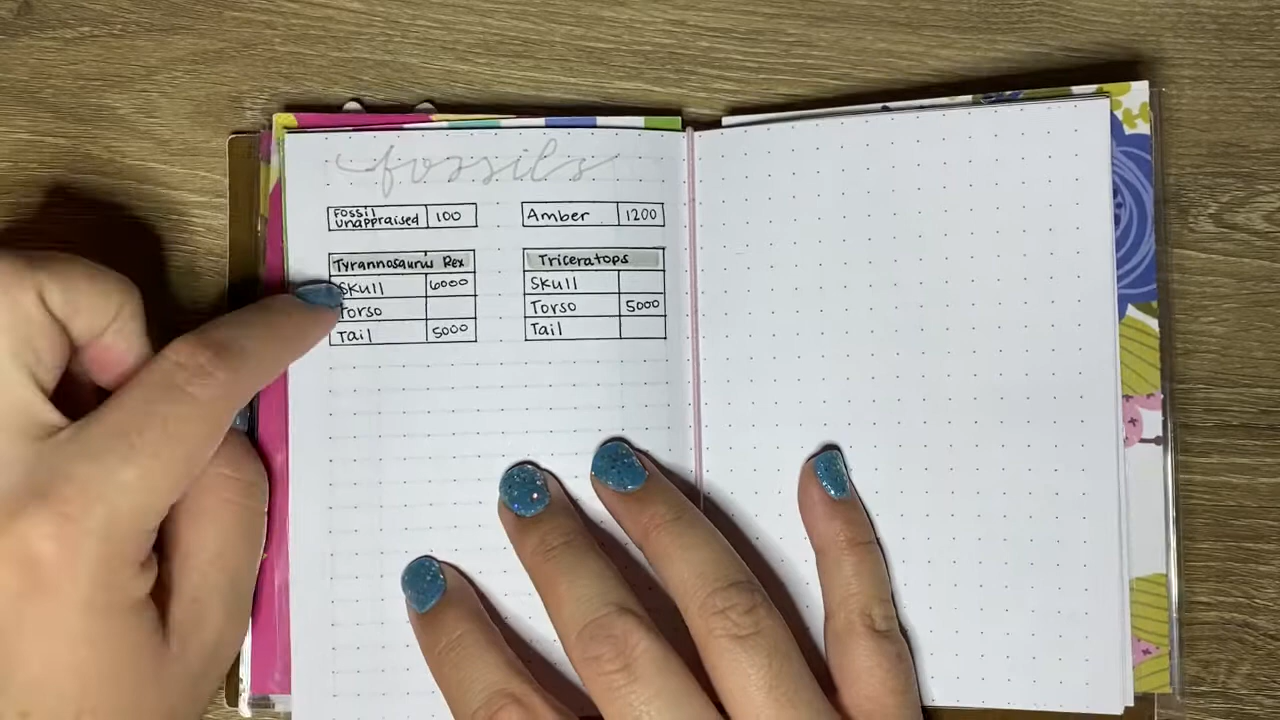 fossils
Fossil Unappraised 100
Amber 1200
Tyrannosaurus Rex
Skull 6000
Torso
Tail 5000
Triceratops
Skull
Torso 5000
Tail